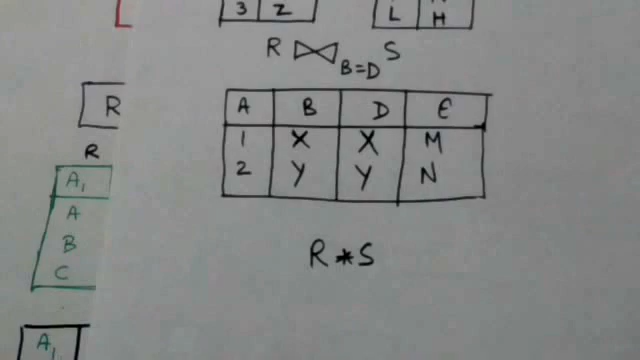 3 Z
L H
R ⋈ B=D S
A B D E
1 X X M
2 Y Y N
R * S
R
R
A1
A
B
C
A1